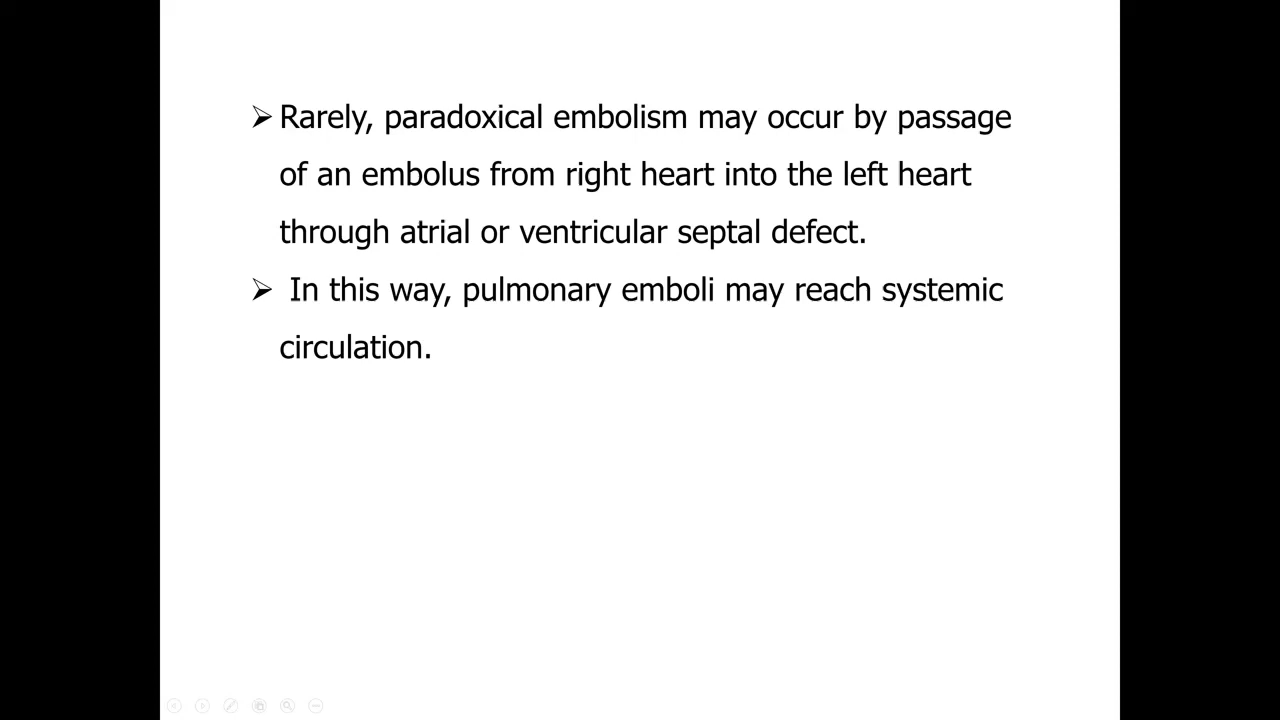 ➢ Rarely, paradoxical embolism may occur by passage
of an embolus from right heart into the left heart
through atrial or ventricular septal defect.
➢ In this way, pulmonary emboli may reach systemic
circulation.